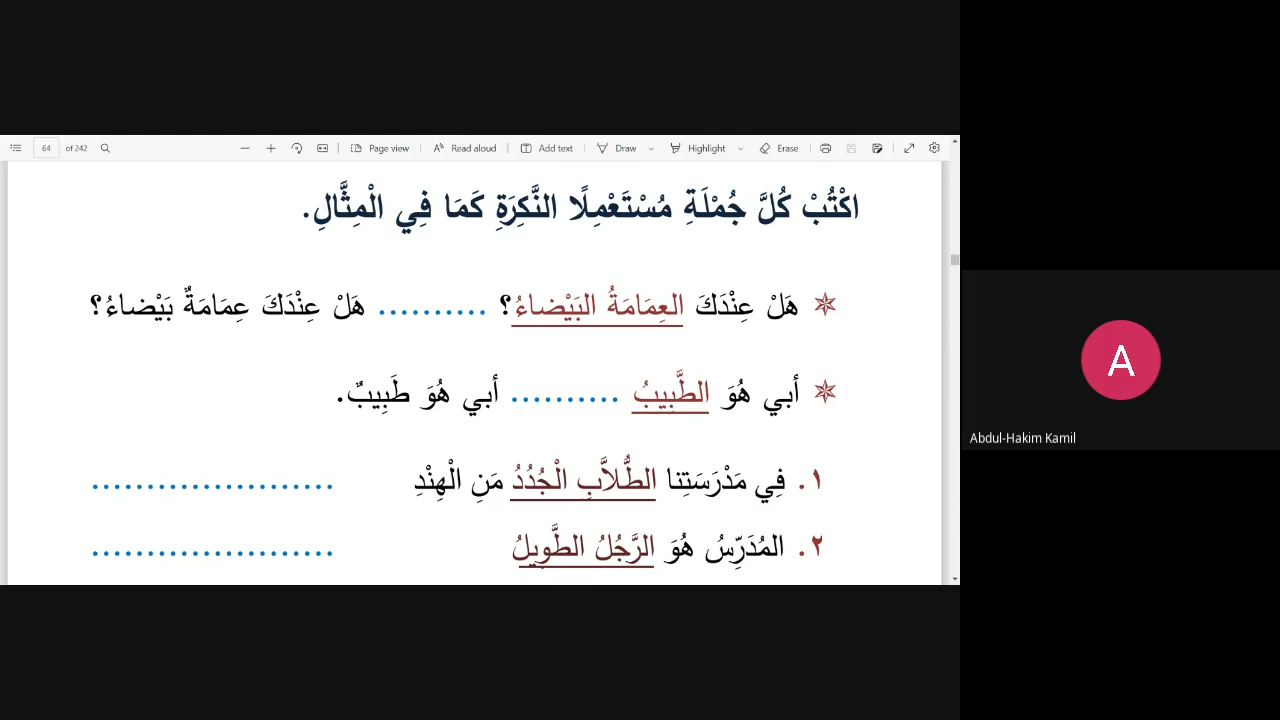 64 of 242 Page view Read aloud Add text Draw Highlight Erase
اكْتُبْ كُلَّ جُمْلَةِ مُسْتَعْمِلًا النَّكِرَةِ كَمَا فِي الْمِثَّالِ.
هَلْ عِنْدَكَ العِمَامَةُ البَيْضاءُ؟ .......... هَلْ عِنْدَكَ عِمَامَةٌ بَيْضاءُ؟
أبي هُوَ الطَّبِيبُ .......... أبي هُوَ طَبِيبٌ.
١. فِي مَدْرَسَتِنا الطُّلاَّبِ الْجُدُدُ مَنِ الْهِنْدِ ......................
٢. المُدَرِّسُ هُوَ الرَّجُلُ الطَّوِيلُ ......................
A
Abdul-Hakim Kamil